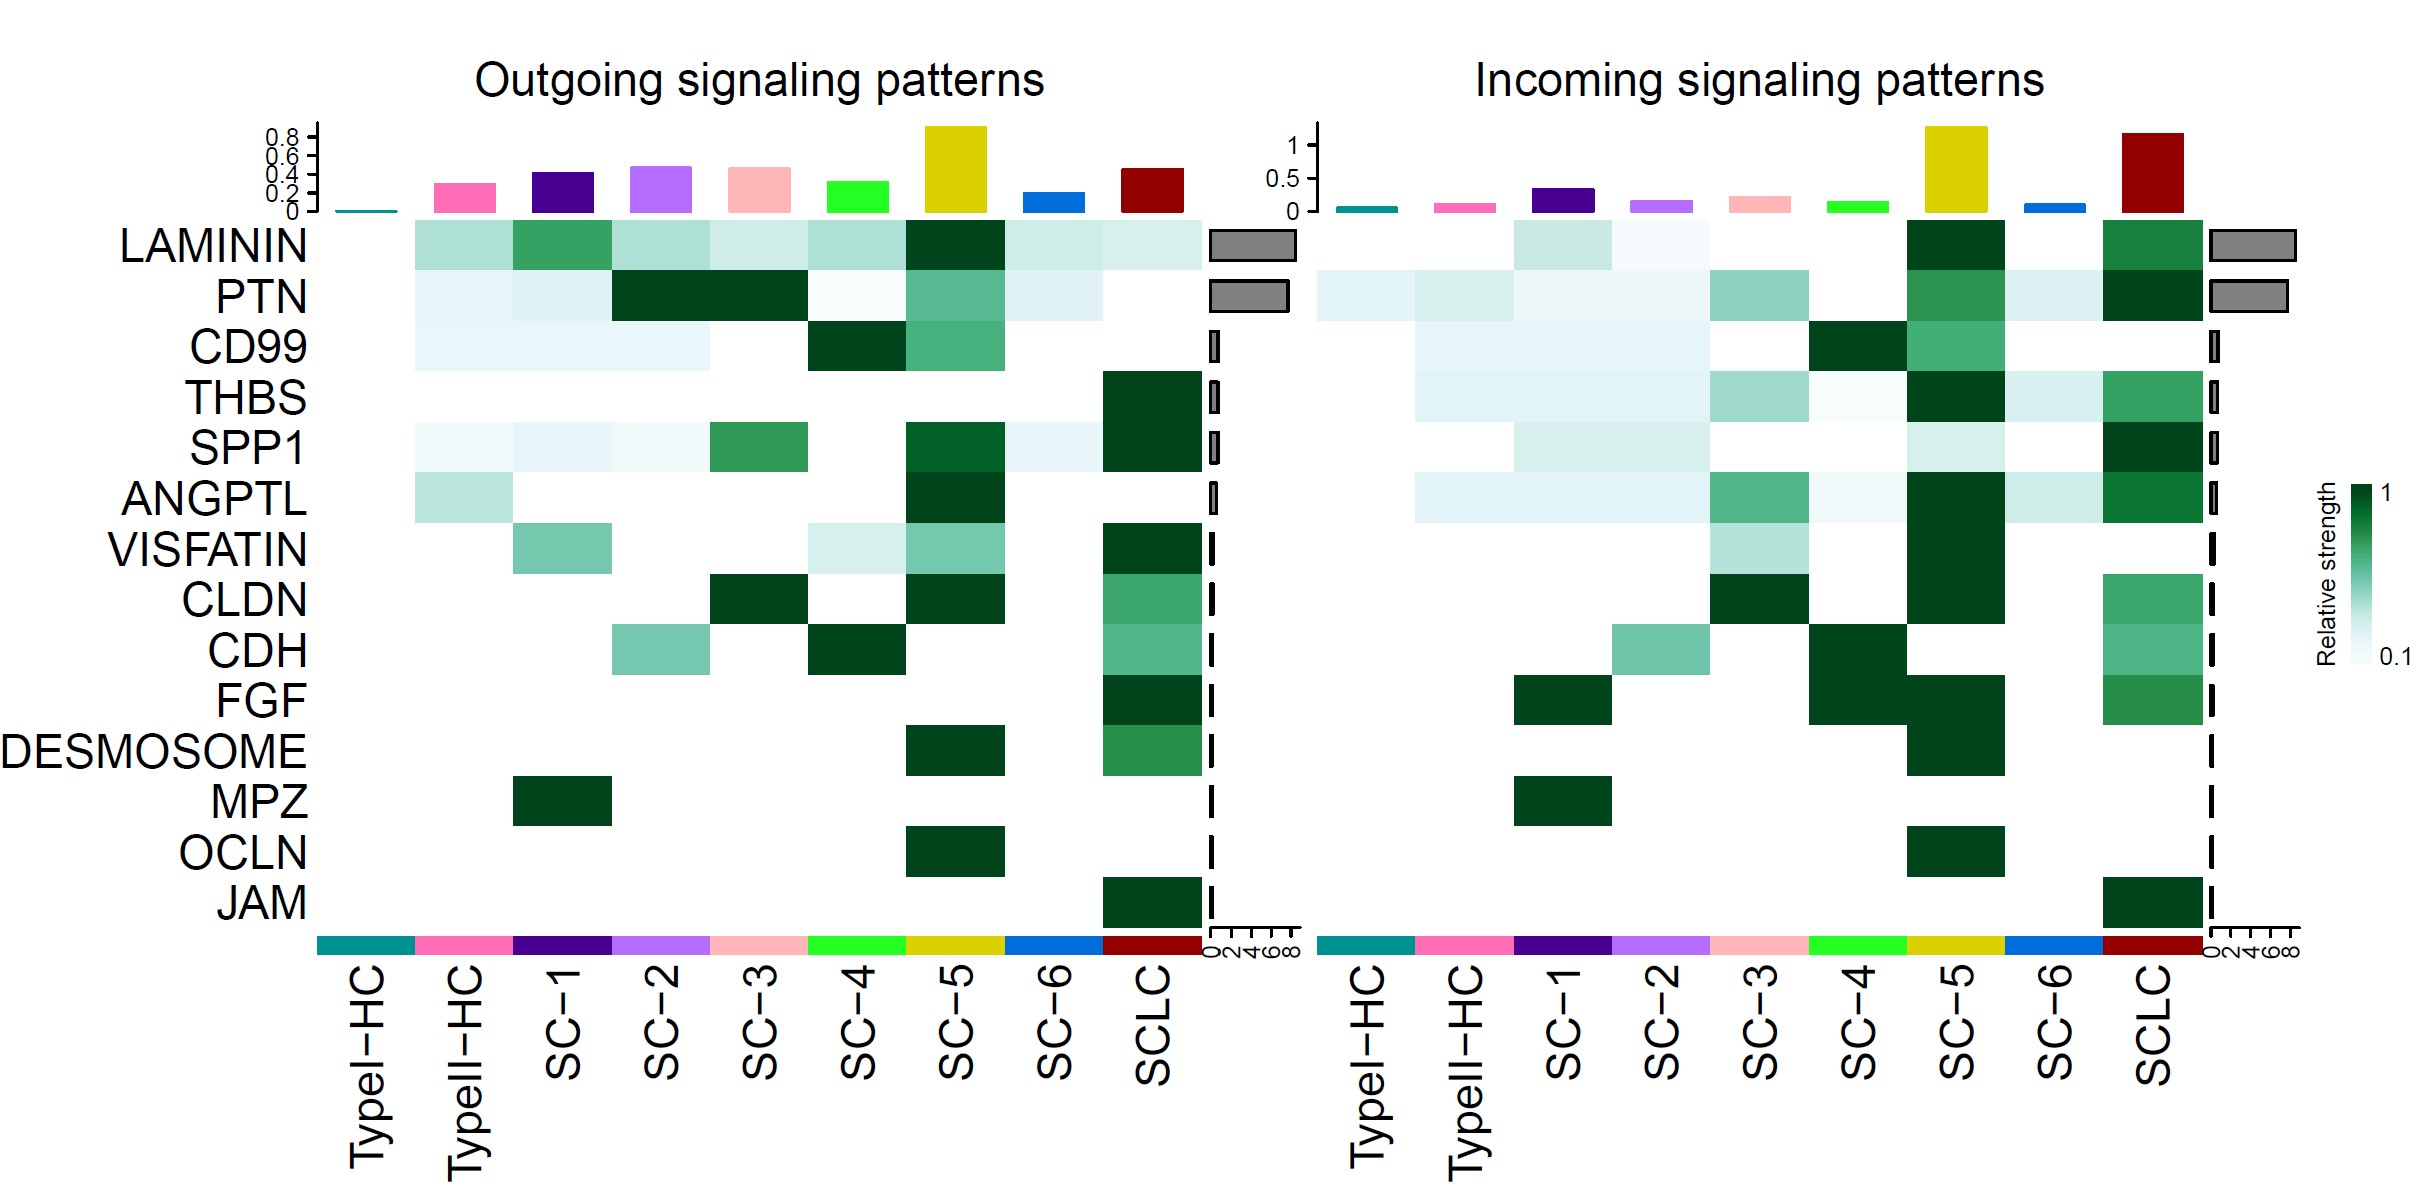 Outgoing signaling patterns
Incoming signaling patterns
0.8
0.6
0.4
0.2
0
1
0.5
0
LAMININ
PTN
CD99
THBS
SPP1
ANGPTL
VISFATIN
CLDN
CDH
FGF
DESMOSOME
MPZ
OCLN
JAM
0 2 4 6 8
0 2 4 6 8
TypeI−HC
TypeII−HC
SC−1
SC−2
SC−3
SC−4
SC−5
SC−6
SCLC
TypeI−HC
TypeII−HC
SC−1
SC−2
SC−3
SC−4
SC−5
SC−6
SCLC
Relative strength
1
0.1